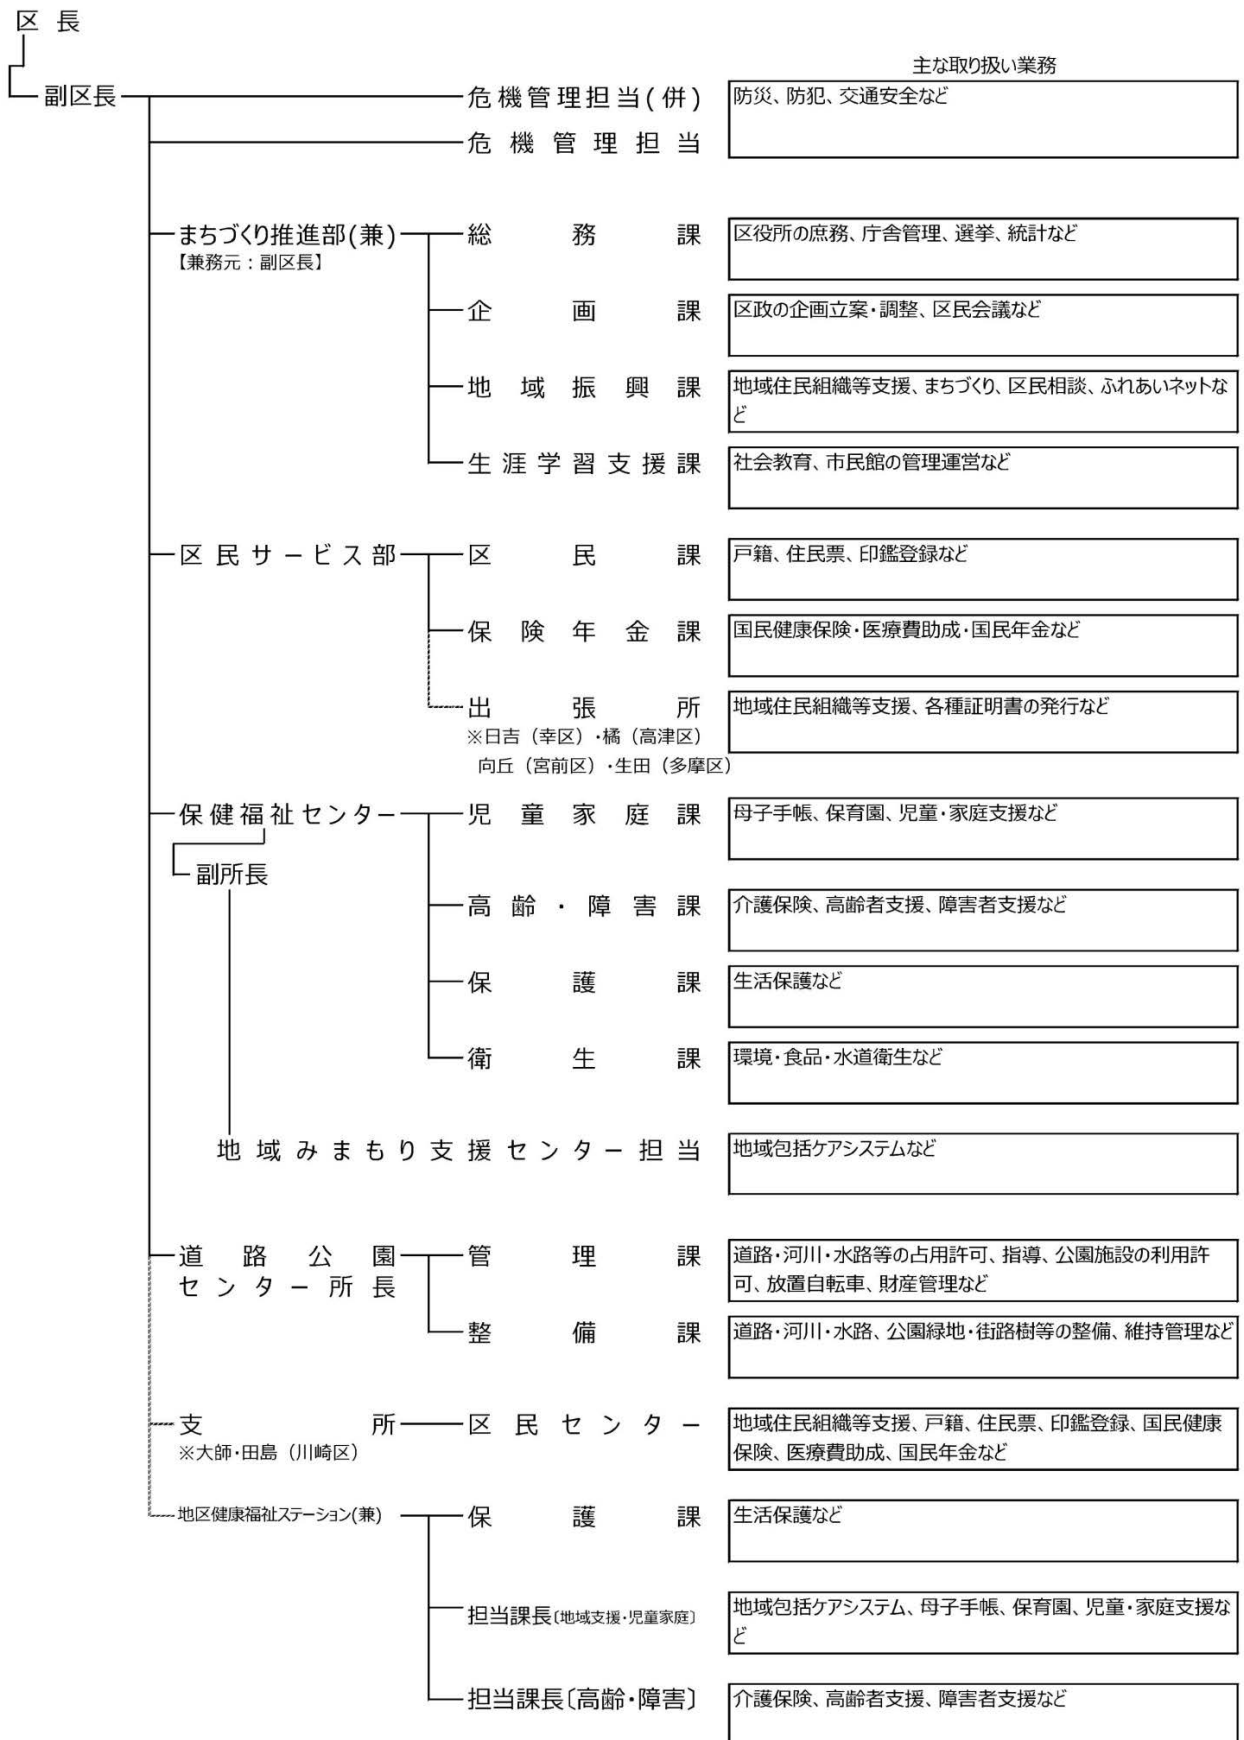 区長
主な取り扱い業務
副区長 危機管理担当(併) 防災、防犯、交通安全など
危機管理担当
まちづくり推進部(兼) 総務課 区役所の庶務、庁舎管理、選挙、統計など
【兼務元：副区長】
企画課 区政の企画立案・調整、区民会議など
地域振興課 地域住民組織等支援、まちづくり、区民相談、ふれあいネットな
ど
生涯学習支援課 社会教育、市民館の管理運営など
区民サービス部 区民課 戸籍、住民票、印鑑登録など
保険年金課 国民健康保険・医療費助成・国民年金など
出張所 地域住民組織等支援、各種証明書の発行など
※日吉（幸区）・橘（高津区）
向丘（宮前区）・生田（多摩区）
保健福祉センター 児童家庭課 母子手帳、保育園、児童・家庭支援など
副所長
高齢・障害課 介護保険、高齢者支援、障害者支援など
保護課 生活保護など
衛生課 環境・食品・水道衛生など
地域みまもり支援センター担当 地域包括ケアシステムなど
道路公園 管理課 道路・河川・水路等の占用許可、指導、公園施設の利用許
センター所長 可、放置自転車、財産管理など
整備課 道路・河川・水路、公園緑地・街路樹等の整備、維持管理など
支所 区民センター 地域住民組織等支援、戸籍、住民票、印鑑登録、国民健康
※大師・田島（川崎区） 保険、医療費助成、国民年金など
地区健康福祉ステーション(兼) 保護課 生活保護など
担当課長〔地域支援・児童家庭〕 地域包括ケアシステム、母子手帳、保育園、児童・家庭支援な
ど
担当課長〔高齢・障害〕 介護保険、高齢者支援、障害者支援など